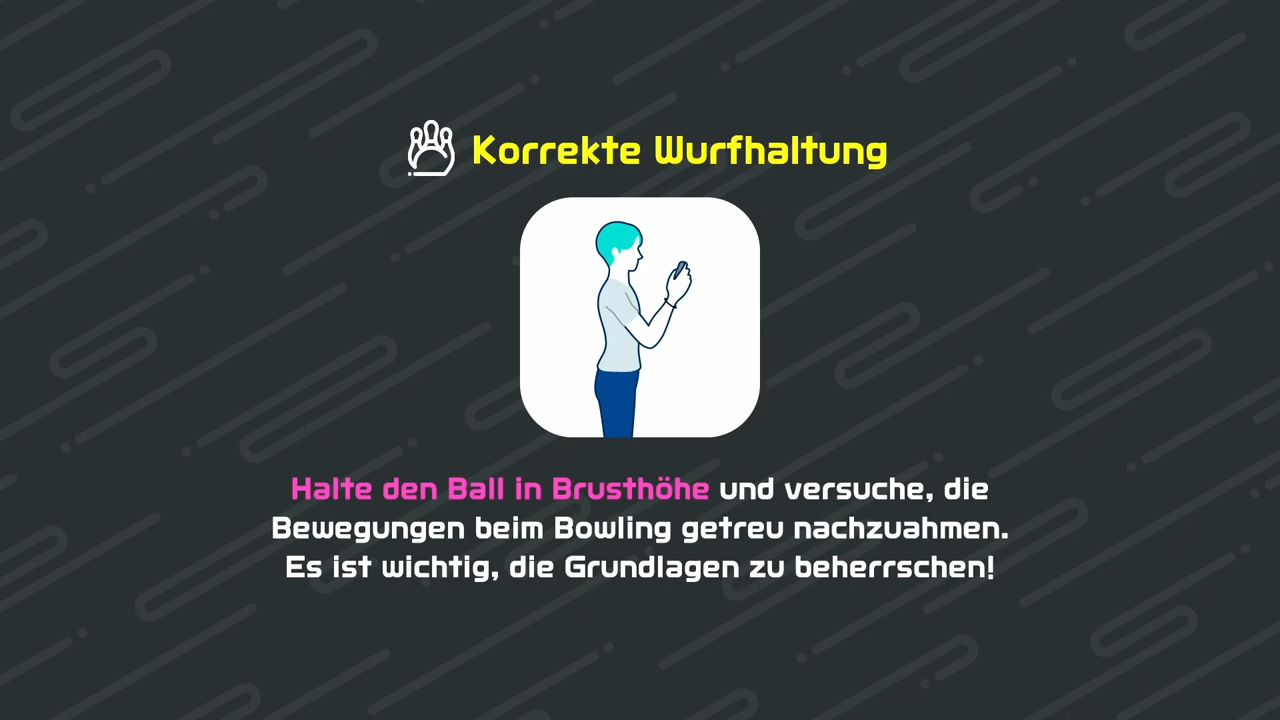 Korrekte Wurfhaltung
Halte den Ball in Brusthöhe und versuche, die
Bewegungen beim Bowling getreu nachzuahmen.
Es ist wichtig, die Grundlagen zu beherrschen!